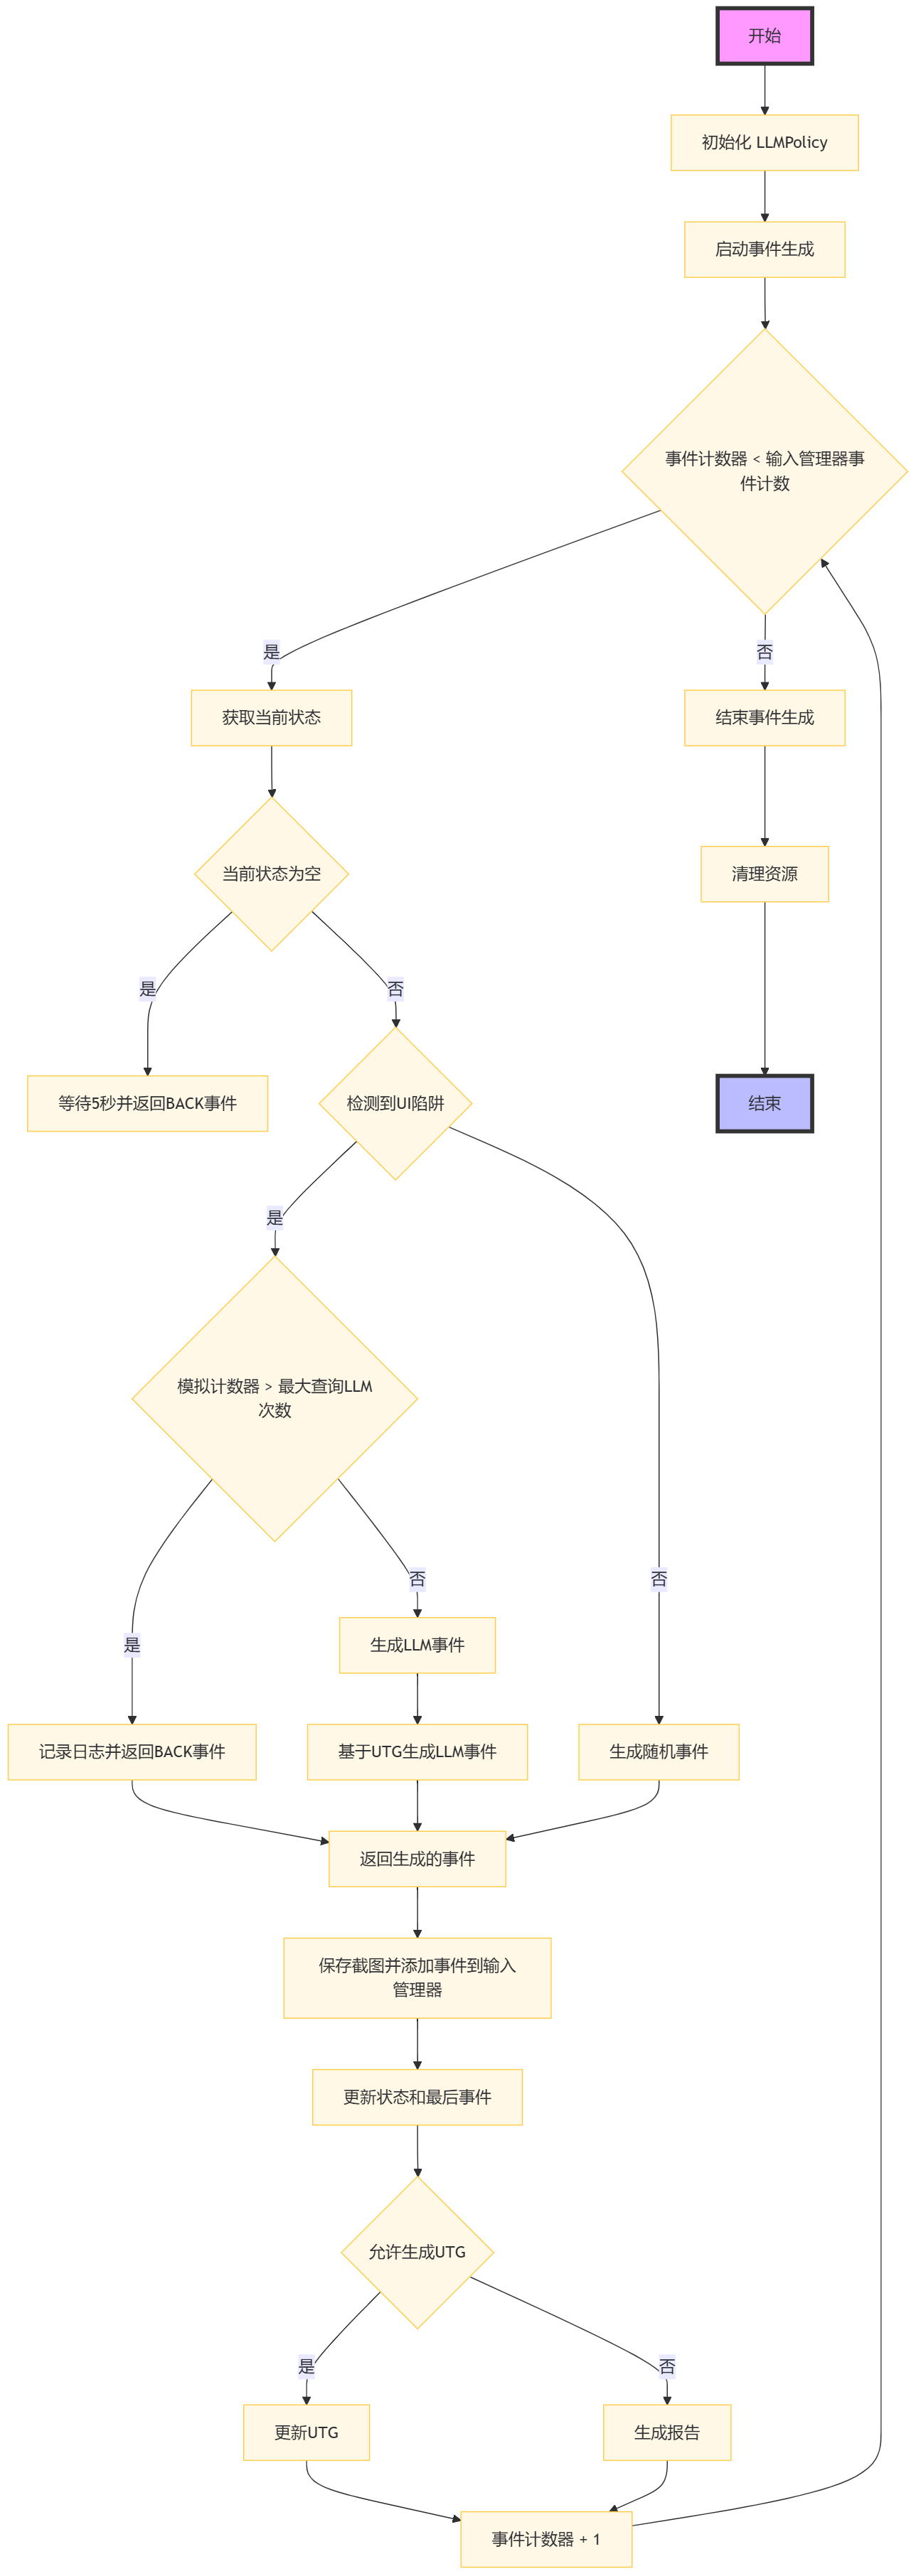 开始
初始化 LLMPolicy
启动事件生成
事件计数器 < 输入管理器事
件计数
是
否
获取当前状态
结束事件生成
当前状态为空
清理资源
是
否
等待5秒并返回BACK事件
检测到UI陷阱
结束
是
模拟计数器 > 最大查询LLM
次数
否
否
是
生成LLM事件
记录日志并返回BACK事件
基于UTG生成LLM事件
生成随机事件
返回生成的事件
保存截图并添加事件到输入
管理器
更新状态和最后事件
允许生成UTG
是
否
更新UTG
生成报告
事件计数器 + 1